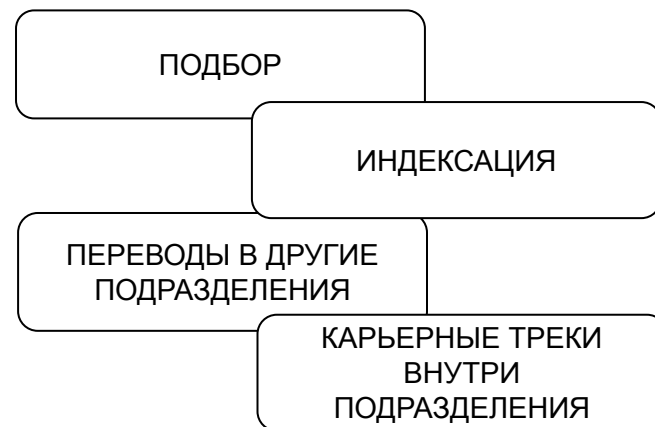 ПОДБОР
ИНДЕКСАЦИЯ
ПЕРЕВОДЫ В ДРУГИЕ
ПОДРАЗДЕЛЕНИЯ
КАРЬЕРНЫЕ ТРЕКИ
ВНУТРИ
ПОДРАЗДЕЛЕНИЯ